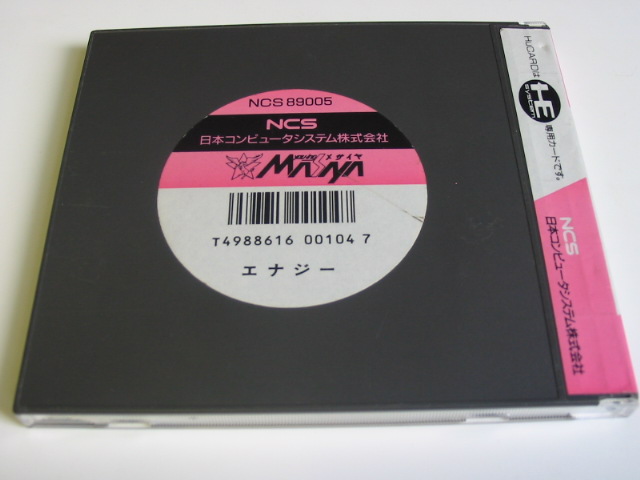 NCS 89005
NCS
日本コンピュータシステム株式会社
メサイヤ
MASAYA
T4988616 00104 7
エナジー
HuCARDは
HE
SYSTEM
専用カードです。
NCS
日本コンピュータシステム株式会社